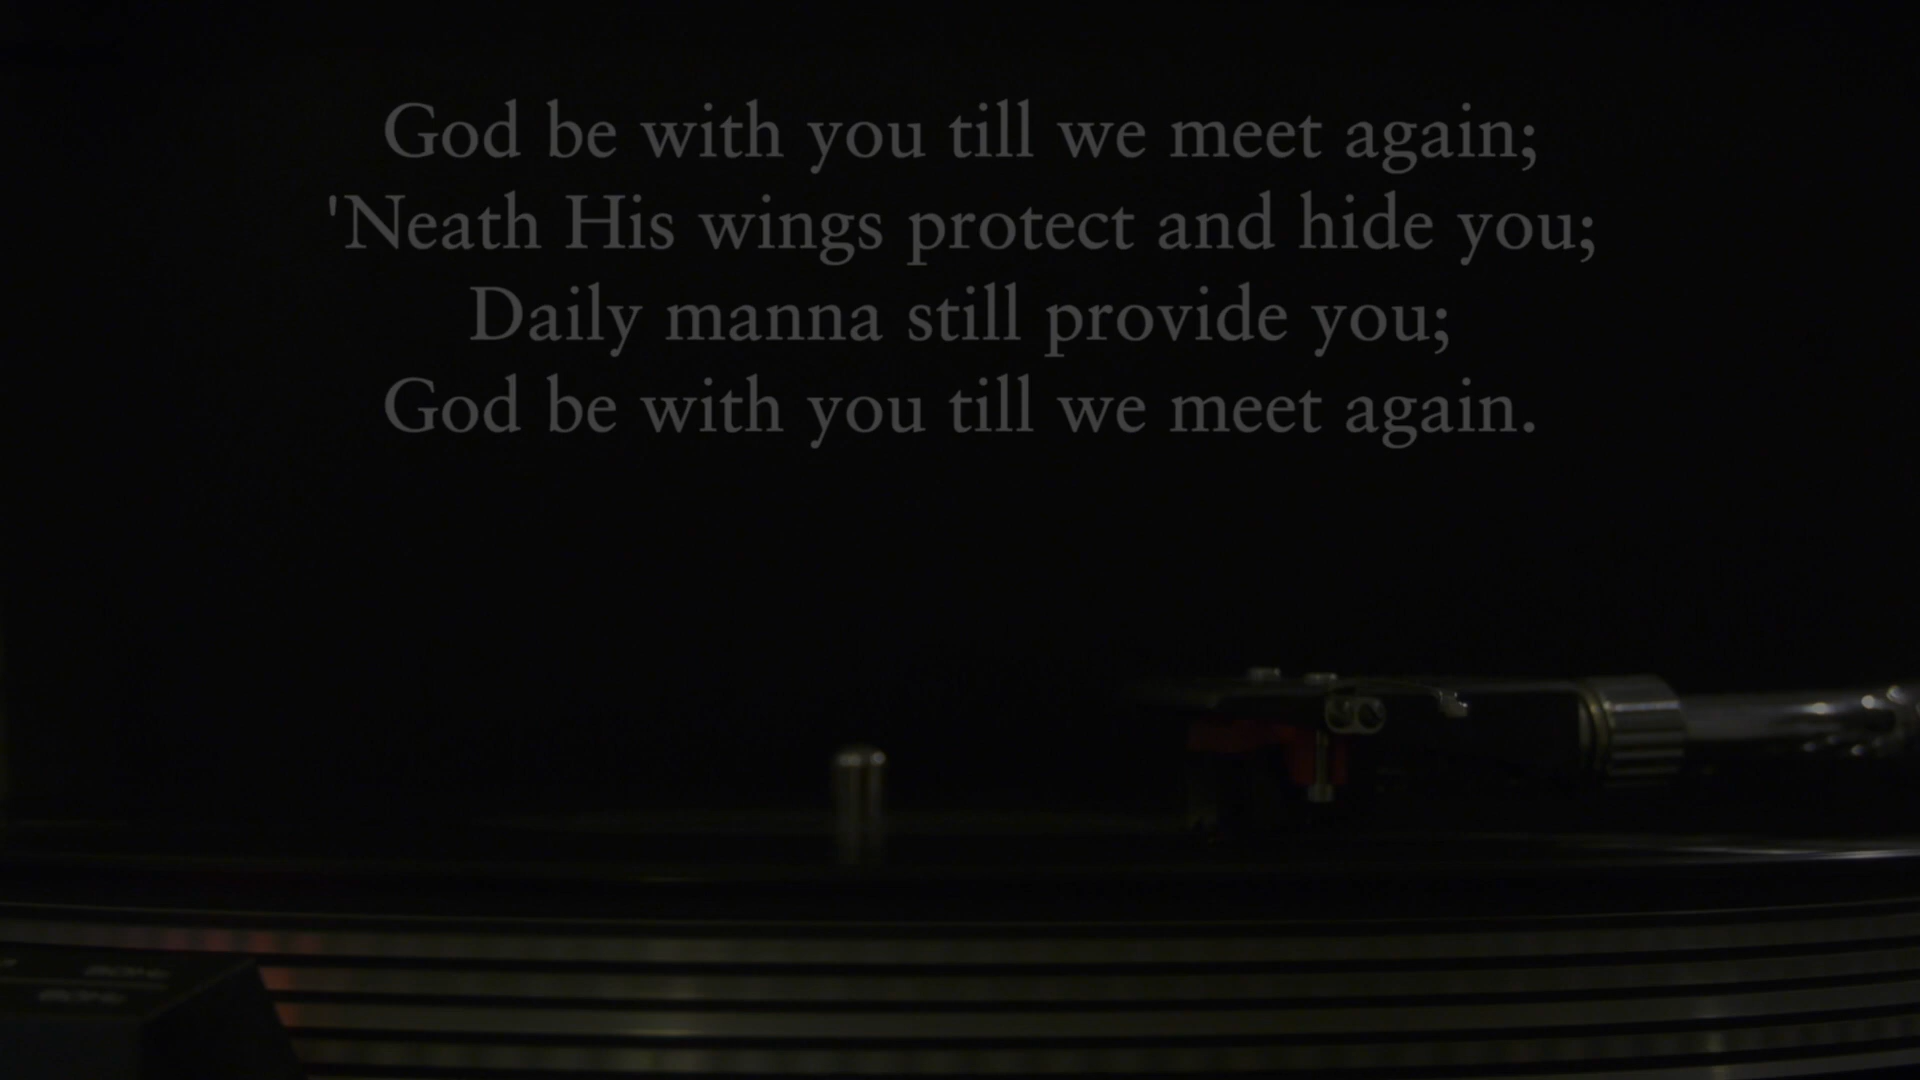 God be with you till we meet again;
'Neath His wings protect and hide you;
Daily manna still provide you;
God be with you till we meet again.